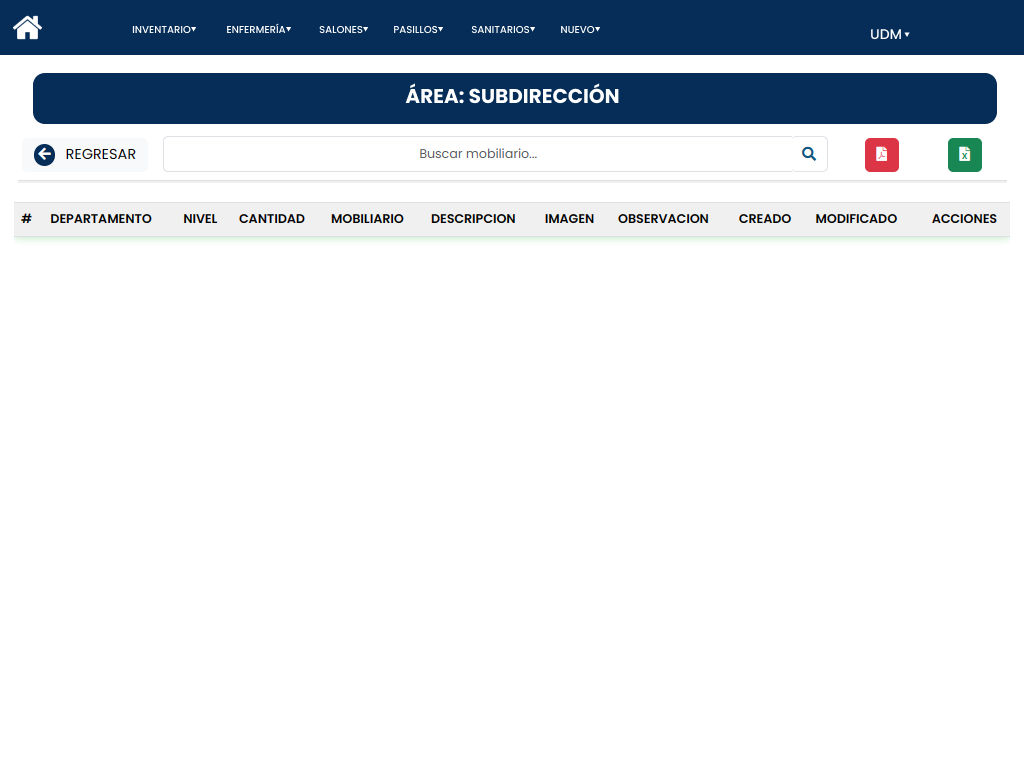 INVENTARIO▾ ENFERMERÍA▾ SALONES▾ PASILLOS▾ SANITARIOS▾ NUEVO▾ UDM ▾
ÁREA: SUBDIRECCIÓN
REGRESAR Buscar mobiliario...
# DEPARTAMENTO NIVEL CANTIDAD MOBILIARIO DESCRIPCION IMAGEN OBSERVACION CREADO MODIFICADO ACCIONES